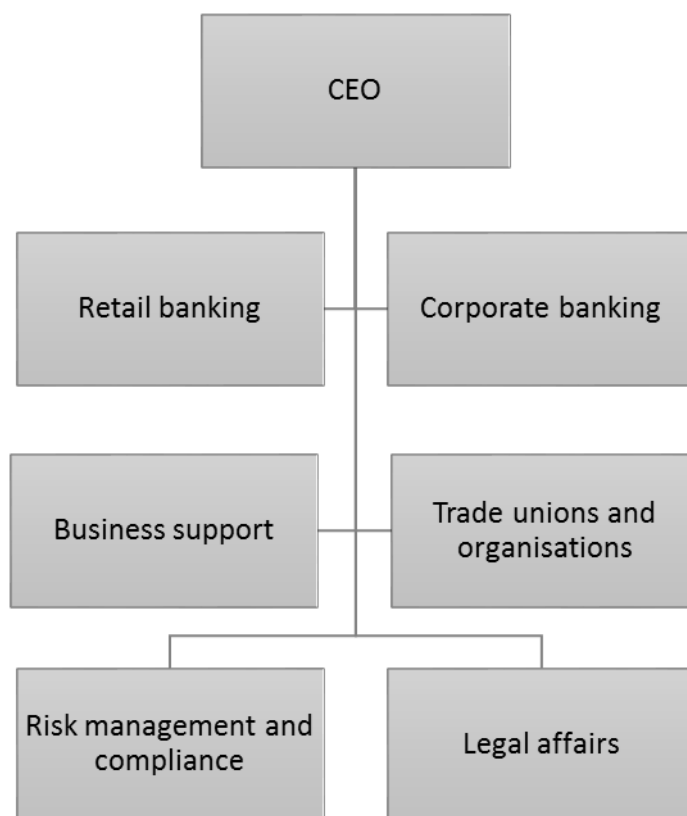 CEO
Retail banking
Corporate banking
Business support
Trade unions and
organisations
Risk management and
compliance
Legal affairs